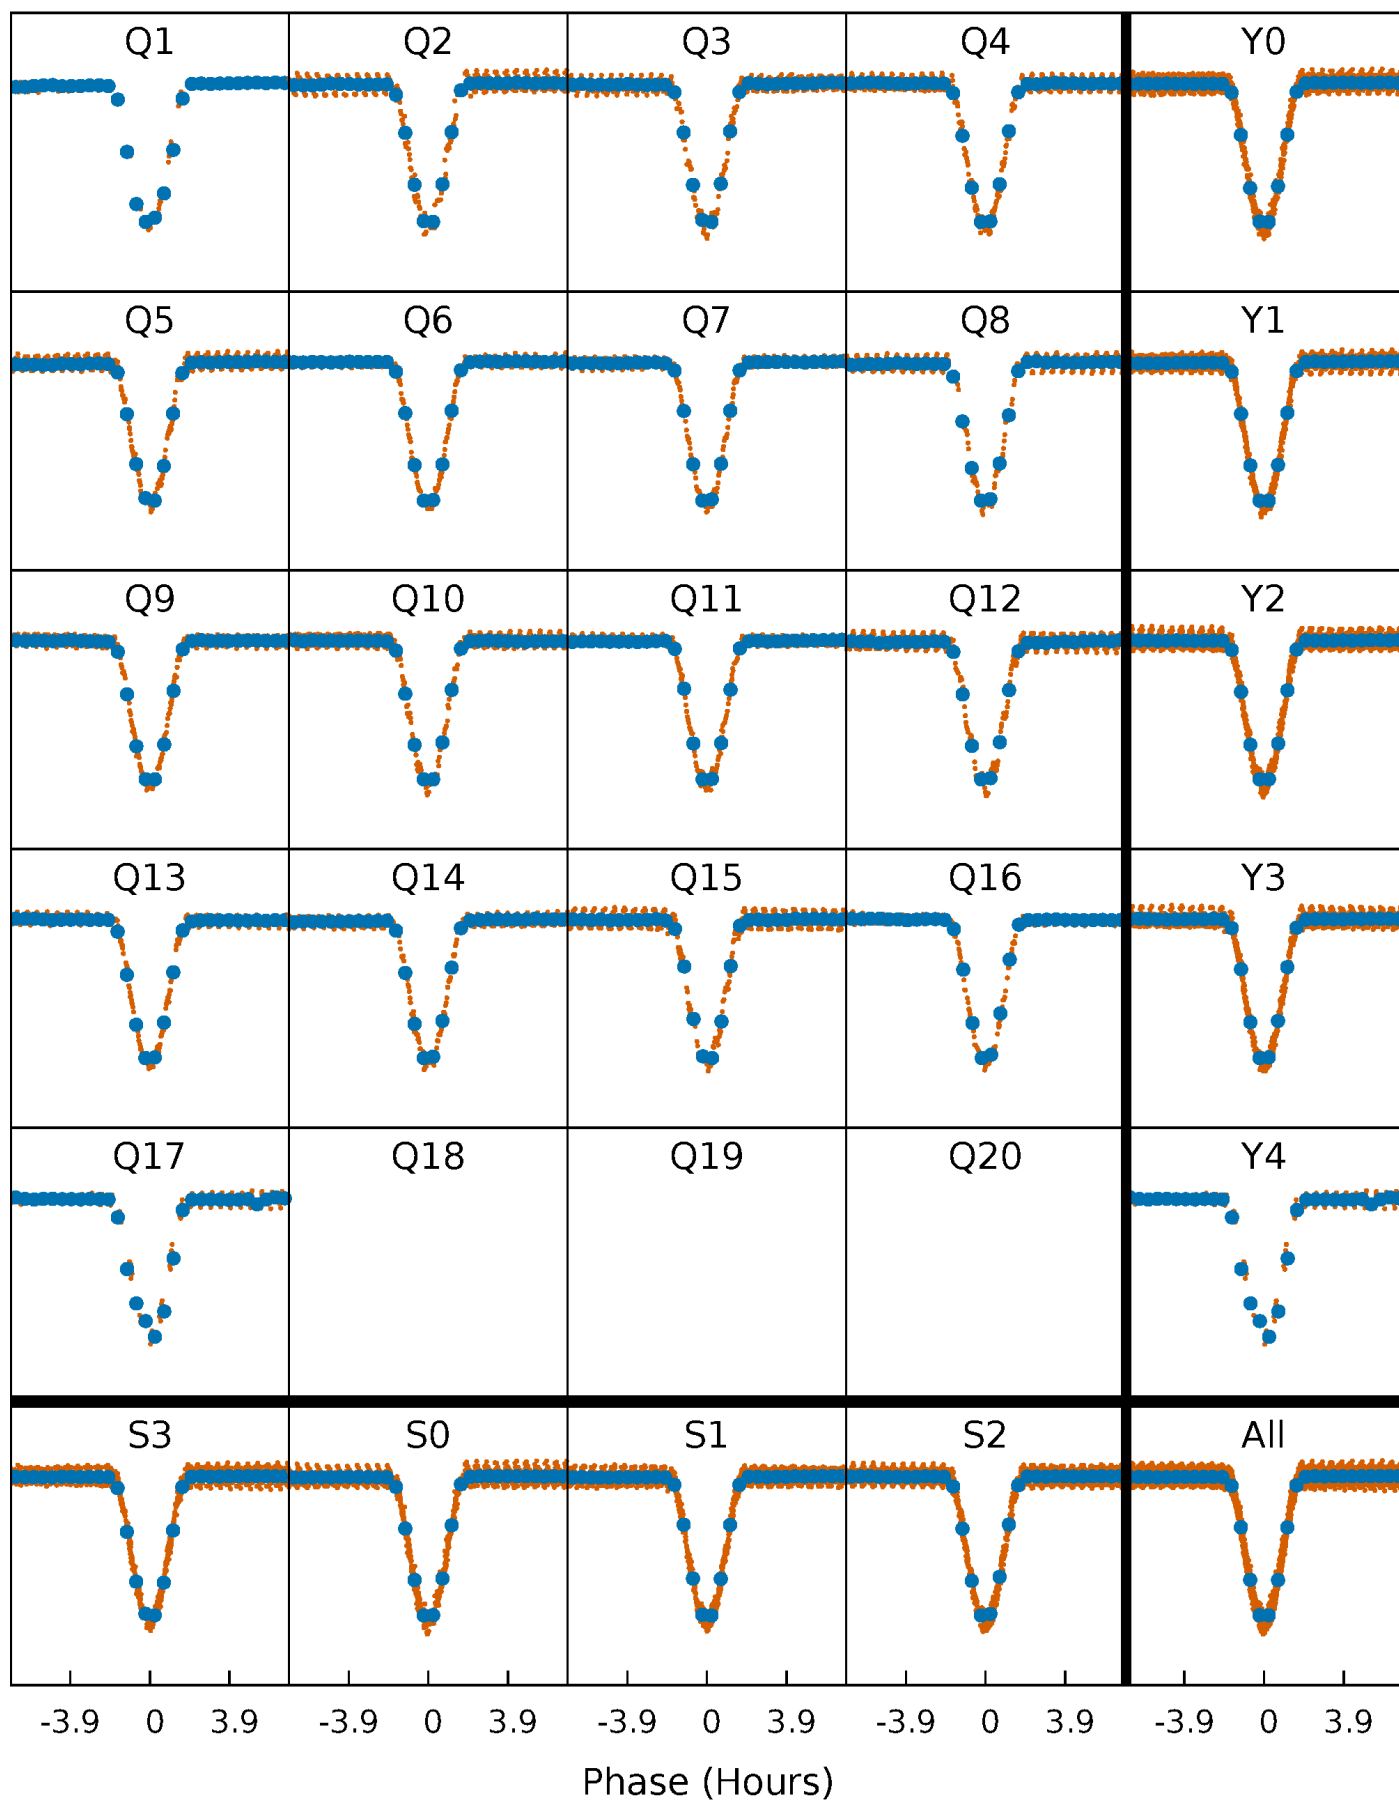 Q1 Q2 Q3 Q4 Y0
Q5 Q6 Q7 Q8 Y1
Q9 Q10 Q11 Q12 Y2
Q13 Q14 Q15 Q16 Y3
Q17 Q18 Q19 Q20 Y4
S3 S0 S1 S2 All
-3.9 0 3.9 -3.9 0 3.9 -3.9 0 3.9 -3.9 0 3.9 -3.9 0 3.9
Phase (Hours)